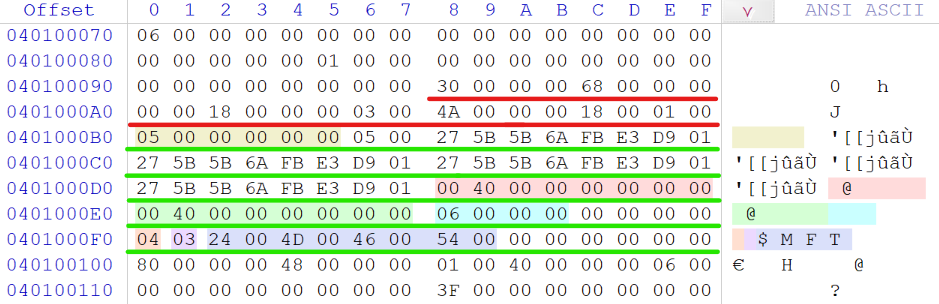 Offset 0 1 2 3 4 5 6 7 8 9 A B C D E F ANSI ASCII
040100070 06 00 00 00 00 00 00 00 00 00 00 00 00 00 00 00
040100080 00 00 00 00 00 01 00 00 00 00 00 00 00 00 00 00
040100090 00 00 00 00 00 00 00 00 30 00 00 00 68 00 00 00 0 h
0401000A0 00 00 18 00 00 00 03 00 4A 00 00 00 18 00 01 00 J
0401000B0 05 00 00 00 00 00 05 00 27 5B 5B 6A FB E3 D9 01 '[[jûãÙ
0401000C0 27 5B 5B 6A FB E3 D9 01 27 5B 5B 6A FB E3 D9 01 '[[jûãÙ '[[jûãÙ
0401000D0 27 5B 5B 6A FB E3 D9 01 00 40 00 00 00 00 00 00 '[[jûãÙ @
0401000E0 00 40 00 00 00 00 00 00 06 00 00 00 00 00 00 00 @
0401000F0 04 03 24 00 4D 00 46 00 54 00 00 00 00 00 00 00 $ M F T
040100100 80 00 00 00 48 00 00 00 01 00 40 00 00 00 06 00 € H @
040100110 00 00 00 00 00 00 00 00 3F 00 00 00 00 00 00 00 ?